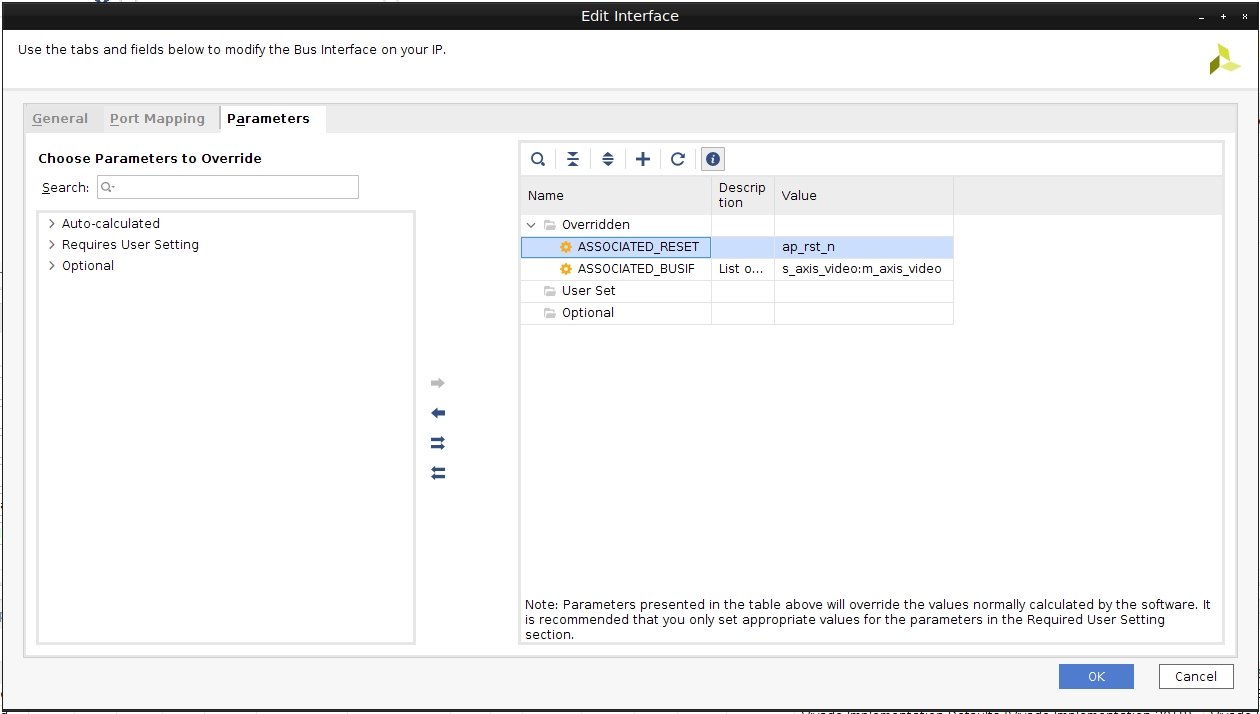 Edit Interface
Use the tabs and fields below to modify the Bus Interface on your IP.
General Port Mapping Parameters
Choose Parameters to Override
Search:
Auto-calculated
Requires User Setting
Optional
Name Descrip
tion Value
Overridden
ASSOCIATED_RESET ap_rst_n
ASSOCIATED_BUSIF List o... s_axis_video:m_axis_video
User Set
Optional
Note: Parameters presented in the table above will override the values normally calculated by the software. It
is recommended that you only set appropriate values for the parameters in the Required User Setting
section.
OK Cancel